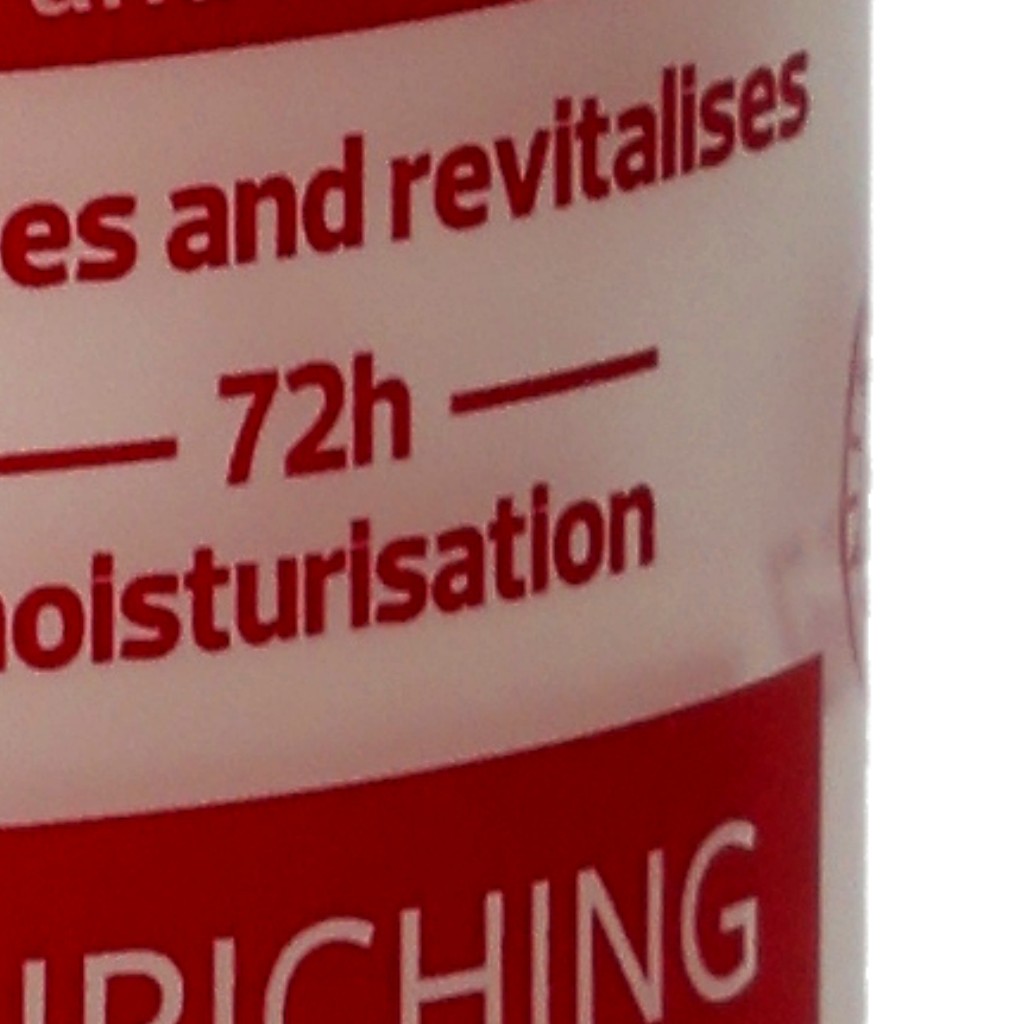 es and revitalises
72h
oisturisation
RICHING